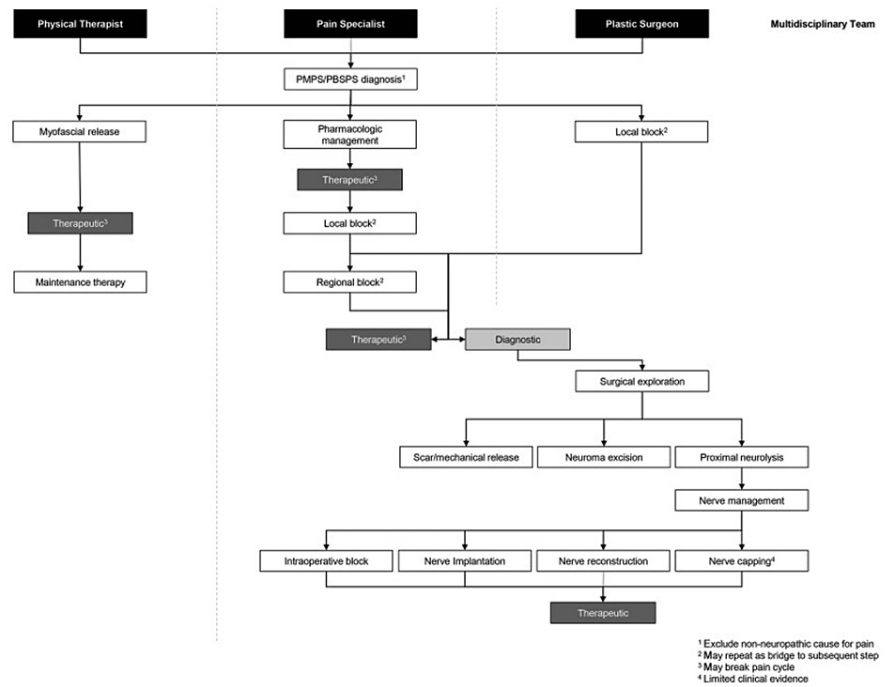 Physical Therapist
Pain Specialist
Plastic Surgeon
Multidisciplinary Team
PMPS/PBSPS diagnosis¹
Myofascial release
Pharmacologic
management
Local block²
Therapeutic³
Therapeutic³
Local block²
Maintenance therapy
Regional block²
Therapeutic³
Diagnostic
Surgical exploration
Scar/mechanical release
Neuroma excision
Proximal neurolysis
Nerve management
Intraoperative block
Nerve Implantation
Nerve reconstruction
Nerve capping⁴
Therapeutic
¹ Exclude non-neuropathic cause for pain
² May repeat as bridge to subsequent step
³ May break pain cycle
⁴ Limited clinical evidence